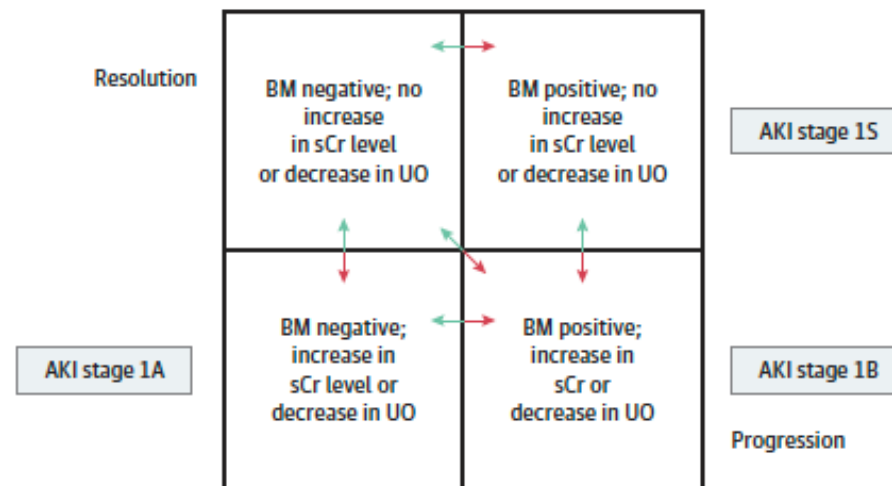 Resolution
BM negative; no
increase
in sCr level
or decrease in UO
BM positive; no
increase
in sCr level
or decrease in UO
AKI stage 1S
AKI stage 1A
BM negative;
increase in
sCr level or
decrease in UO
BM positive;
increase in
sCr or
decrease in UO
AKI stage 1B
Progression